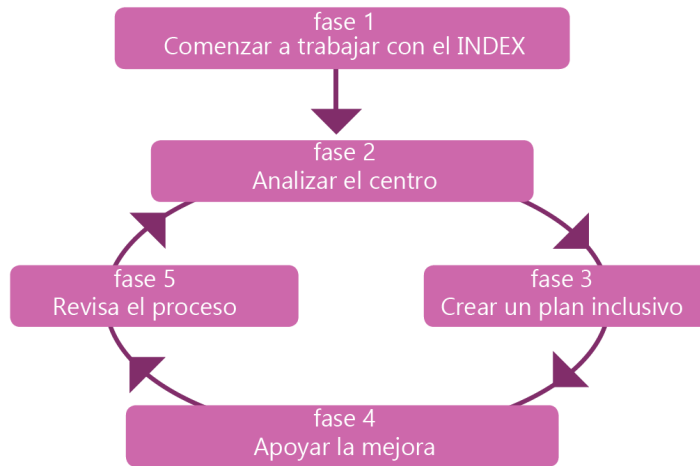 fase 1
Comenzar a trabajar con el INDEX
fase 2
Analizar el centro
fase 3
Crear un plan inclusivo
fase 4
Apoyar la mejora
fase 5
Revisa el proceso